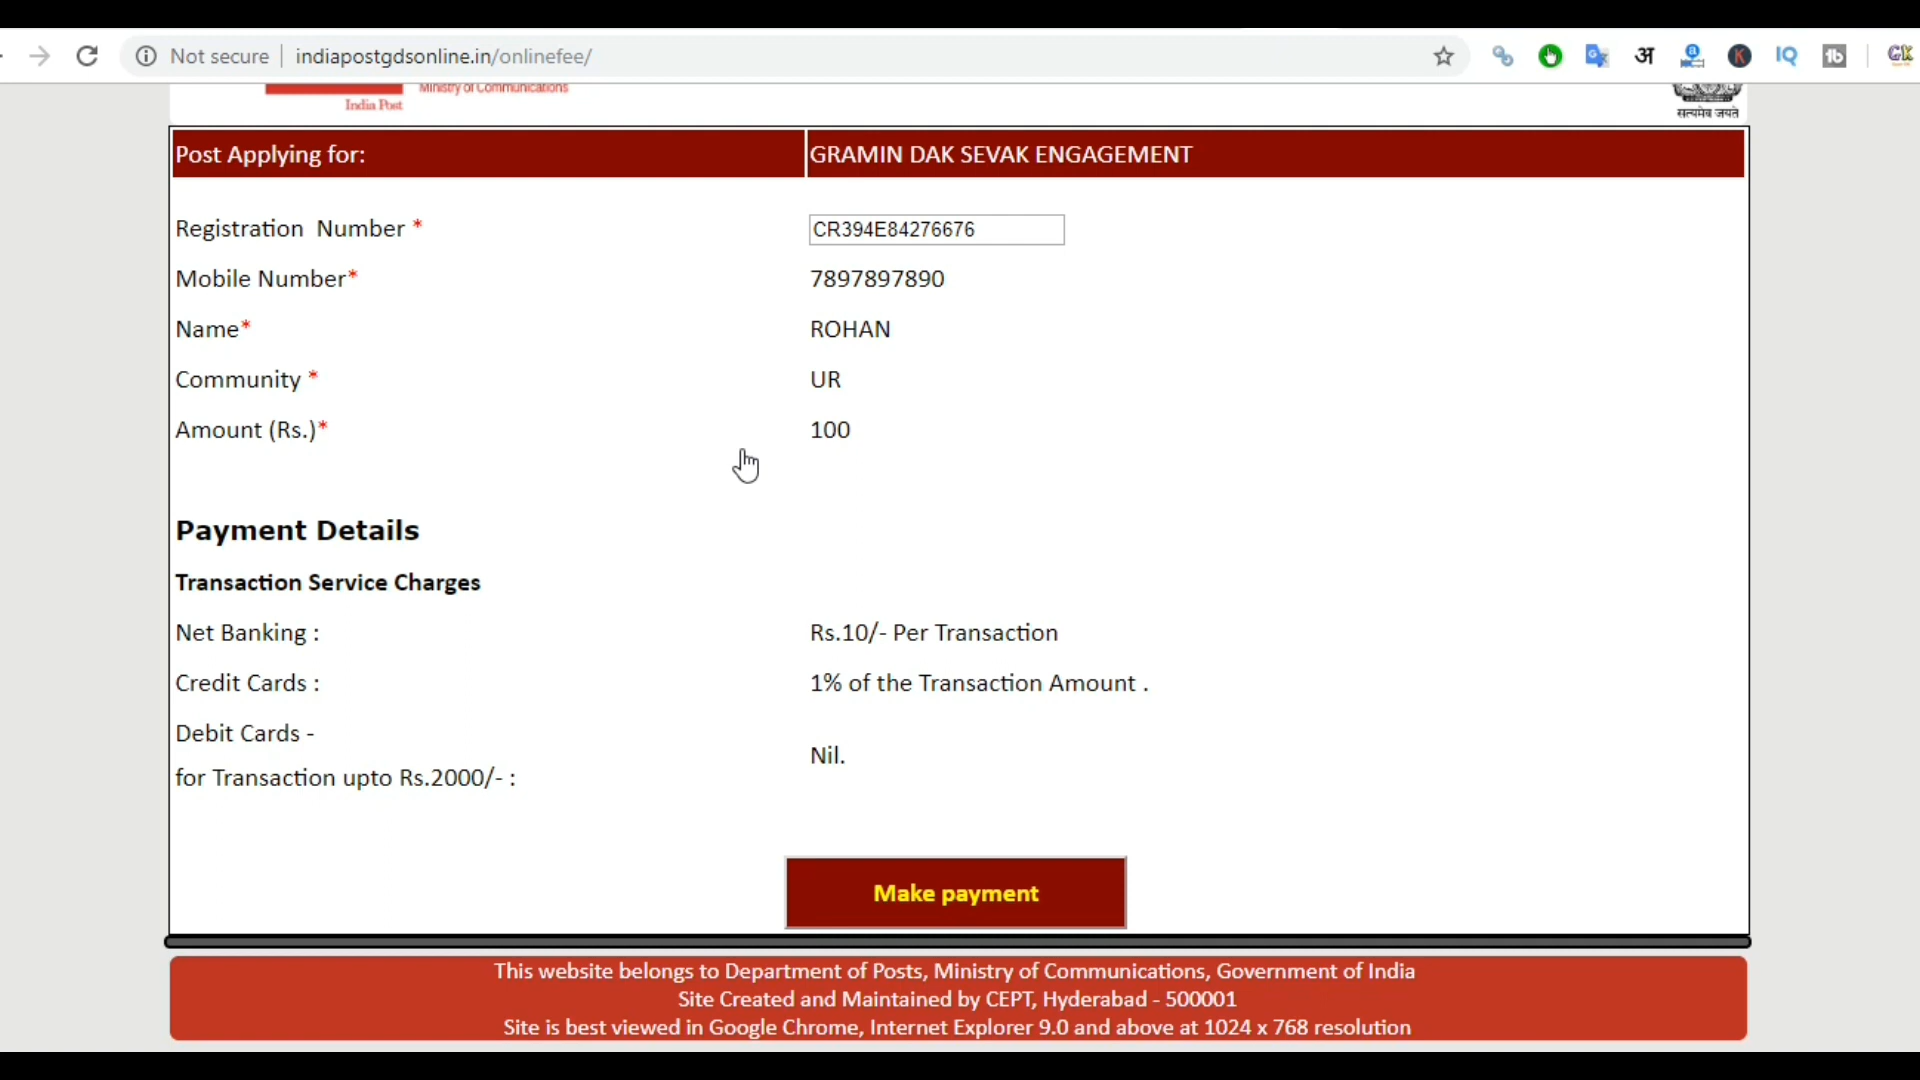 Not secure | indiapostgdsonline.in/onlinefee/
अ IQ GK
India Post Ministry of Communications
सत्यमेव जयते
Post Applying for: GRAMIN DAK SEVAK ENGAGEMENT
Registration Number * CR394E84276676
Mobile Number* 7897897890
Name* ROHAN
Community * UR
Amount (Rs.)* 100
Payment Details
Transaction Service Charges
Net Banking : Rs.10/- Per Transaction
Credit Cards : 1% of the Transaction Amount .
Debit Cards -
for Transaction upto Rs.2000/- : Nil.
Make payment
This website belongs to Department of Posts, Ministry of Communications, Government of India
Site Created and Maintained by CEPT, Hyderabad - 500001
Site is best viewed in Google Chrome, Internet Explorer 9.0 and above at 1024 x 768 resolution